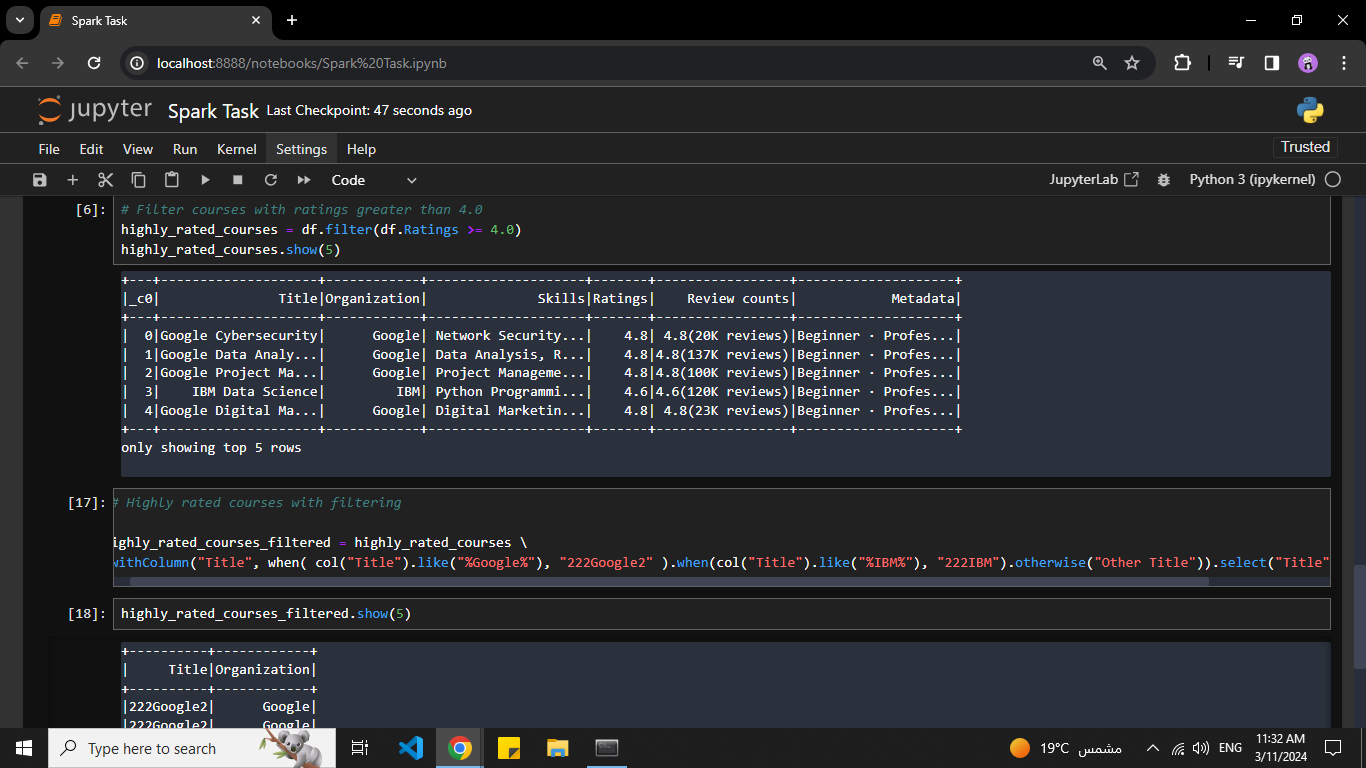 Spark Task
localhost:8888/notebooks/Spark%20Task.ipynb
jupyter Spark Task Last Checkpoint: 47 seconds ago
File Edit View Run Kernel Settings Help Trusted
Code JupyterLab Python 3 (ipykernel)
[6]: # Filter courses with ratings greater than 4.0
highly_rated_courses = df.filter(df.Ratings >= 4.0)
highly_rated_courses.show(5)
+---+--------------------+------------+--------------------+-------+-----------------+--------------------+
|_c0|               Title|Organization|              Skills|Ratings|    Review counts|            Metadata|
+---+--------------------+------------+--------------------+-------+-----------------+--------------------+
|  0|Google Cybersecurity|      Google| Network Security...|    4.8| 4.8(20K reviews)|Beginner · Profes...|
|  1|Google Data Analy...|      Google| Data Analysis, R...|    4.8|4.8(137K reviews)|Beginner · Profes...|
|  2|Google Project Ma...|      Google| Project Manageme...|    4.8|4.8(100K reviews)|Beginner · Profes...|
|  3|    IBM Data Science|         IBM| Python Programmi...|    4.6|4.6(120K reviews)|Beginner · Profes...|
|  4|Google Digital Ma...|      Google| Digital Marketin...|    4.8| 4.8(23K reviews)|Beginner · Profes...|
+---+--------------------+------------+--------------------+-------+-----------------+--------------------+
only showing top 5 rows
[17]: # Highly rated courses with filtering
ighly_rated_courses_filtered = highly_rated_courses \
withColumn("Title", when( col("Title").like("%Google%"), "222Google2" ).when(col("Title").like("%IBM%"), "222IBM").otherwise("Other Title")).select("Title"
[18]: highly_rated_courses_filtered.show(5)
+----------+------------+
|     Title|Organization|
+----------+------------+
|222Google2|      Google|
|222Google2|      Google|
Type here to search
19°C مشمس
ENG
11:32 AM
3/11/2024